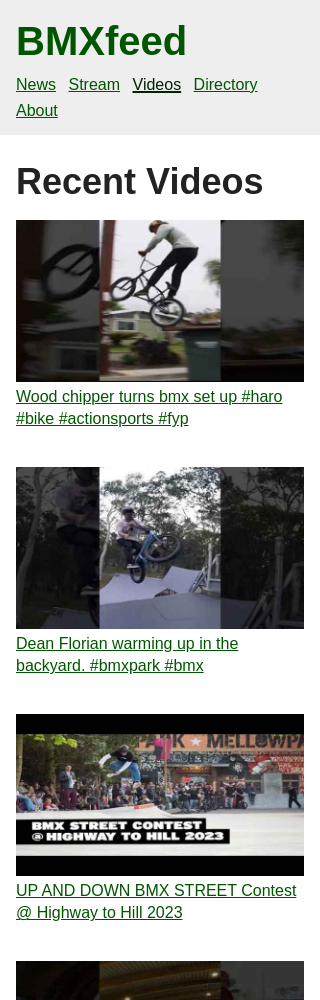 BMXfeed
News Stream Videos Directory
About
Recent Videos
Wood chipper turns bmx set up #haro
#bike #actionsports #fyp
Dean Florian warming up in the
backyard. #bmxpark #bmx
PARK ★ MELLOWPA
BMX STREET CONTEST
@ HIGHWAY TO HILL 2023
UP AND DOWN BMX STREET Contest
@ Highway to Hill 2023